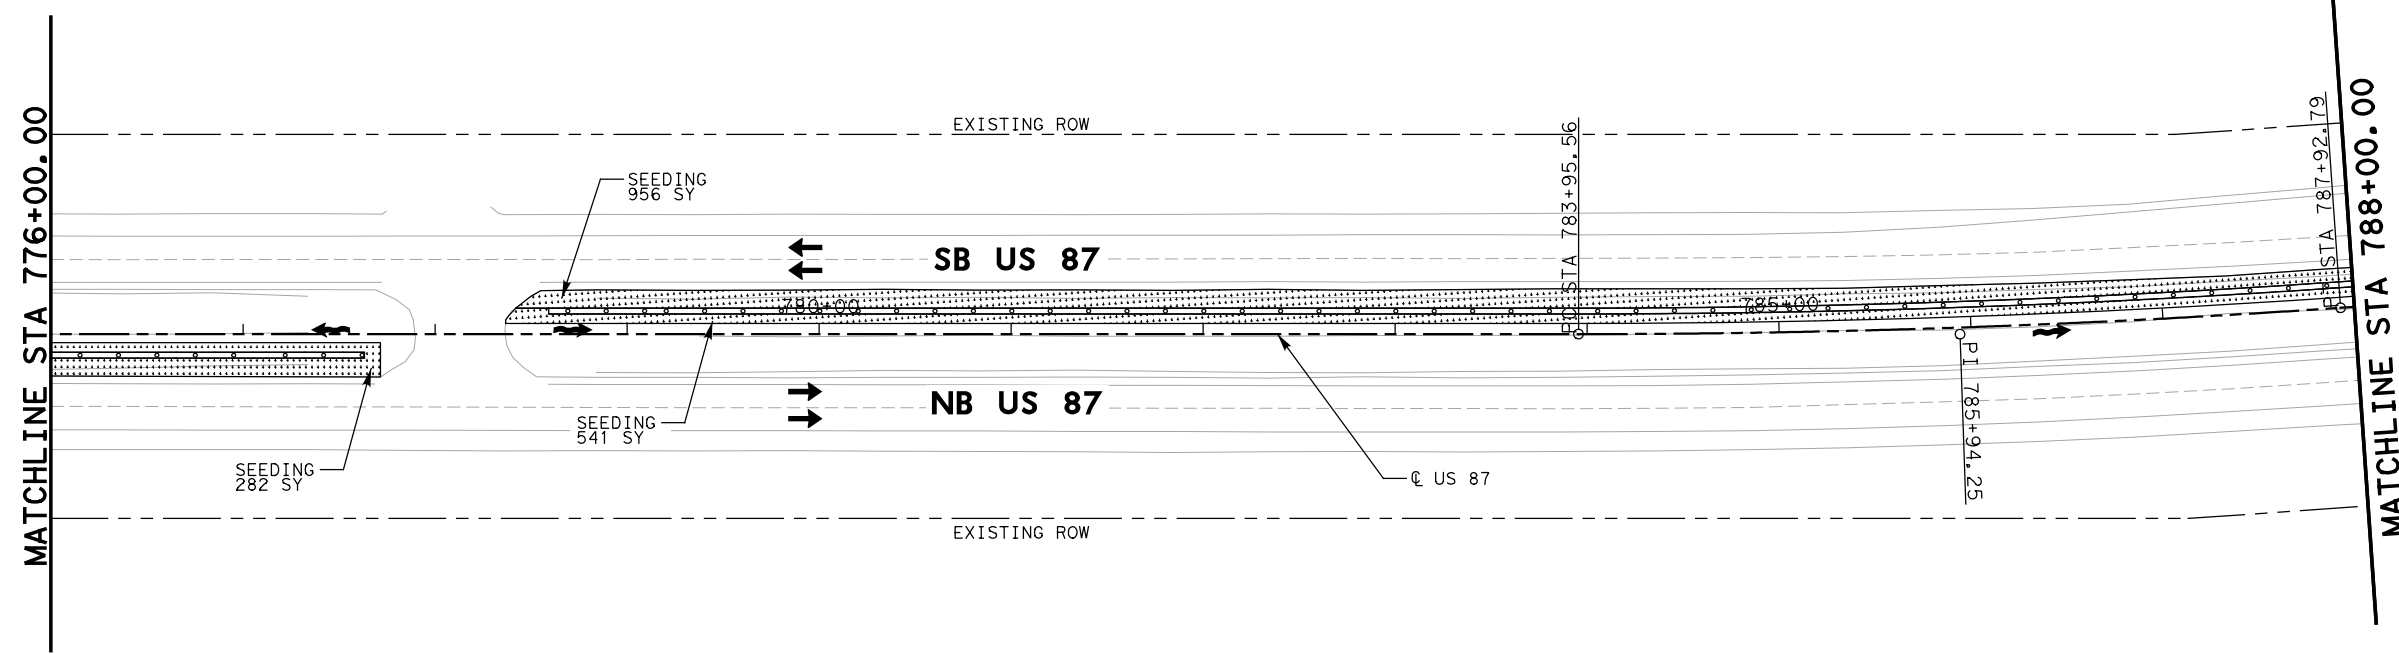 MATCHLINE STA 776+00.00
EXISTING ROW
SEEDING
956 SY
SB US 87
780+00
785+00
STA 783+95.56
STA 787+92.79
MATCHLINE STA 788+00.00
NB US 87
SEEDING
541 SY
SEEDING
282 SY
℄ US 87
PI 785+94.25
EXISTING ROW